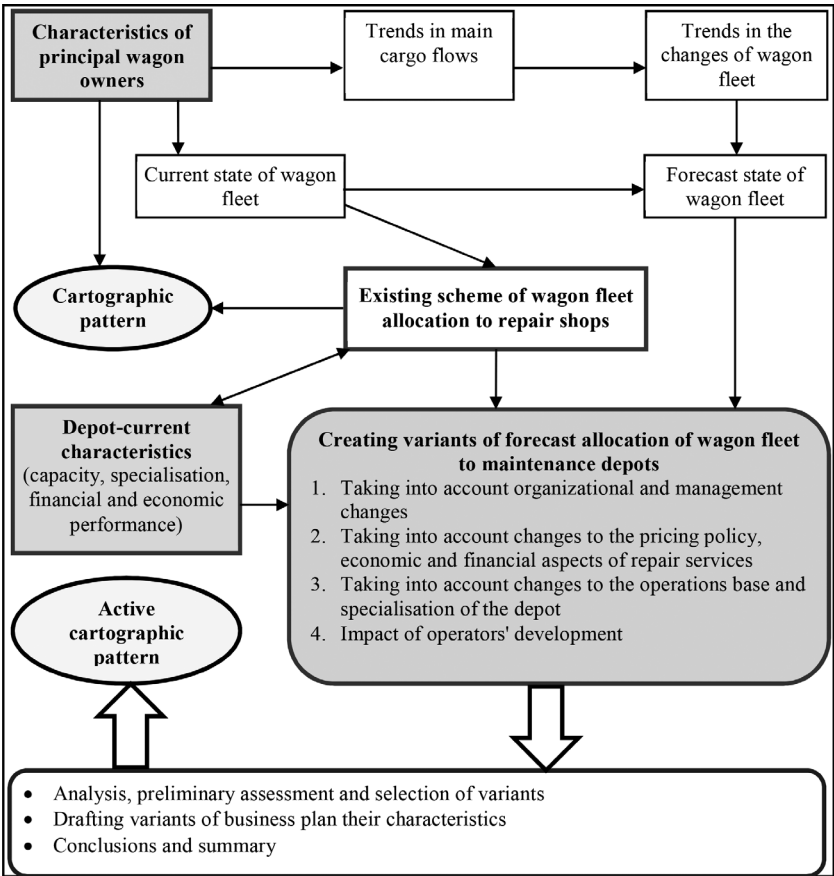 Characteristics of
principal wagon
owners
Trends in main
cargo flows
Trends in the
changes of wagon
fleet
Current state of wagon
fleet
Forecast state of
wagon fleet
Cartographic
pattern
Existing scheme of wagon fleet
allocation to repair shops
Depot-current
characteristics
(capacity, specialisation,
financial and economic
performance)
Creating variants of forecast allocation of wagon fleet
to maintenance depots
1. Taking into account organizational and management
changes
2. Taking into account changes to the pricing policy,
economic and financial aspects of repair services
3. Taking into account changes to the operations base and
specialisation of the depot
4. Impact of operators' development
Active
cartographic
pattern
• Analysis, preliminary assessment and selection of variants
• Drafting variants of business plan their characteristics
• Conclusions and summary